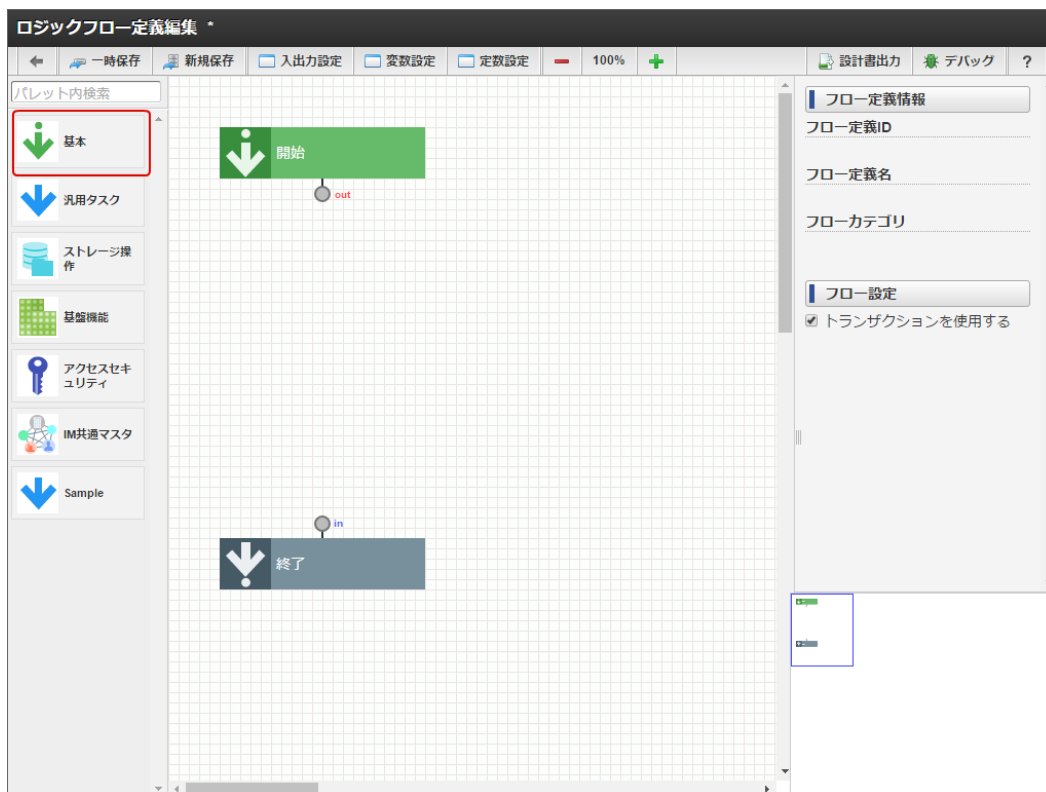 ロジックフロー定義編集 *
一時保存 新規保存 入出力設定 変数設定 定数設定 100% 設計書出力 デバッグ ?
パレット内検索
基本
汎用タスク
ストレージ操
作
基盤機能
アクセスセキ
ュリティ
IM共通マスタ
Sample
開始
out
in
終了
フロー定義情報
フロー定義ID
フロー定義名
フローカテゴリ
フロー設定
トランザクションを使用する